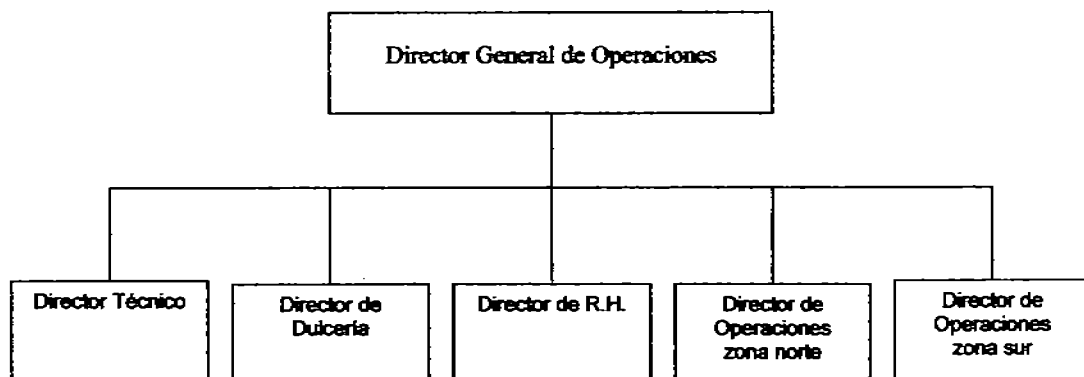 Director General de Operaciones
Director Técnico
Director de
Dulcería
Director de R.H.
Director de
Operaciones
zona norte
Director de
Operaciones
zona sur